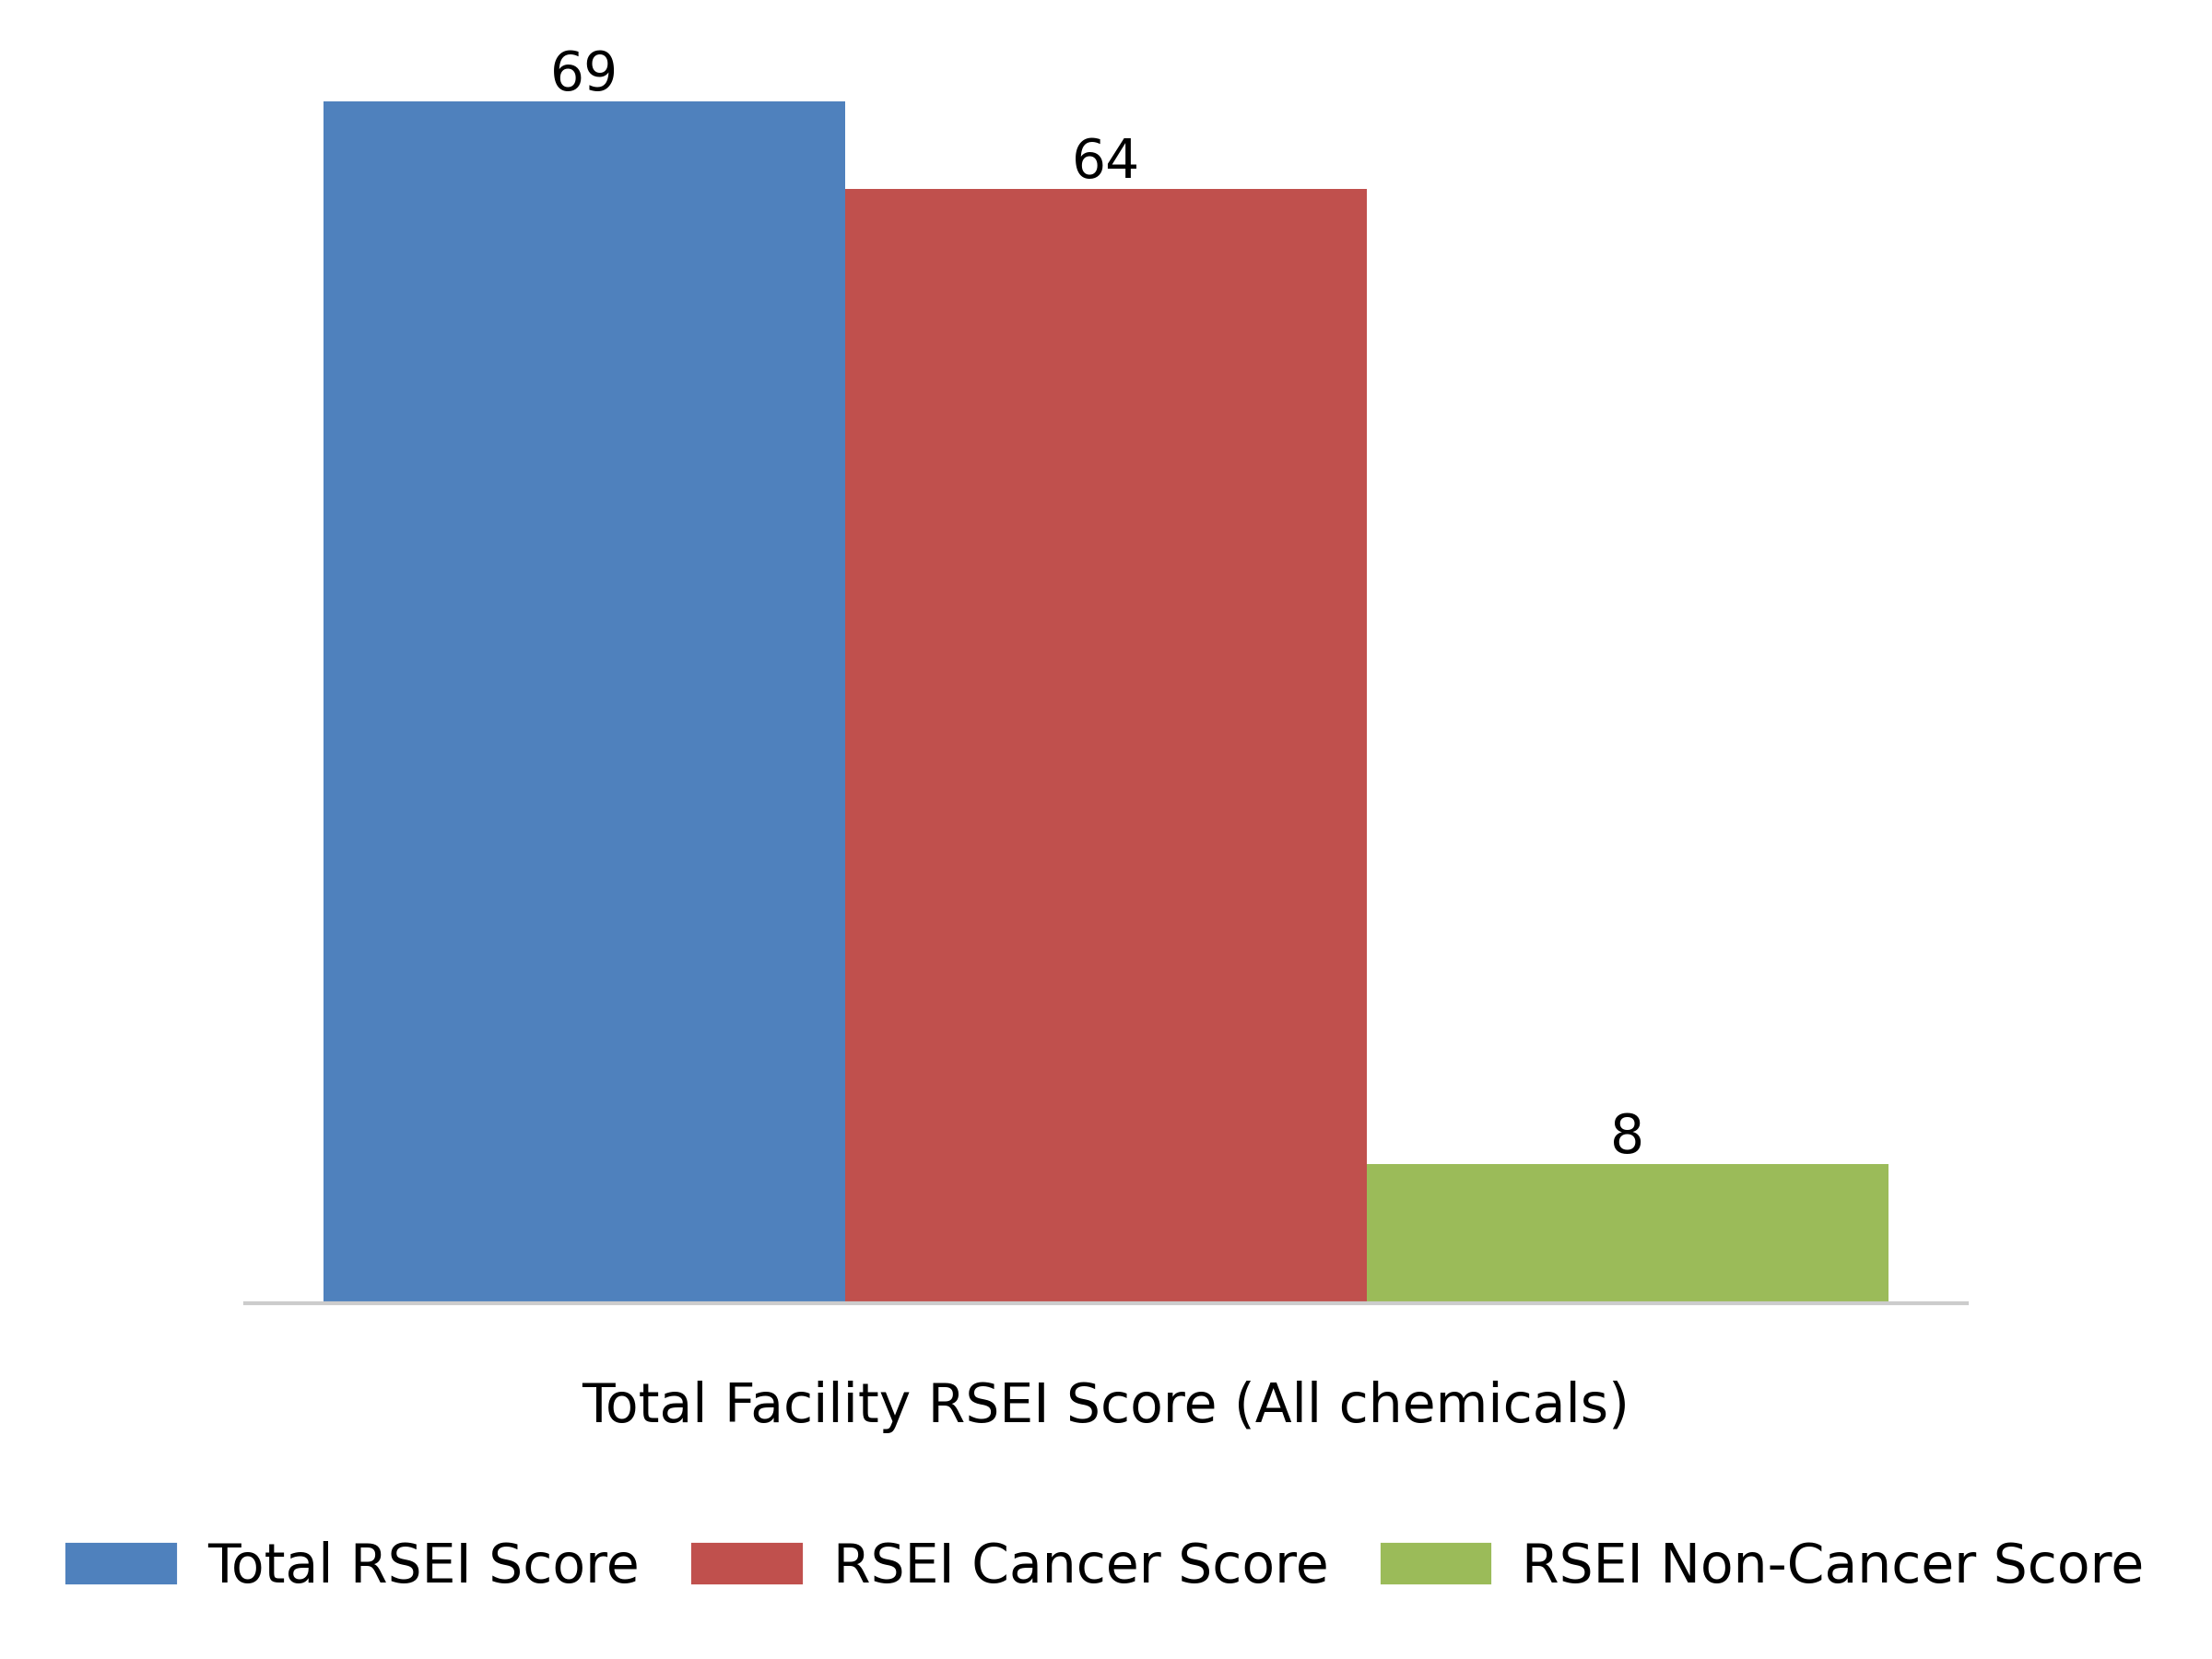 69
64
8
Total Facility RSEI Score (All chemicals)
Total RSEI Score RSEI Cancer Score RSEI Non-Cancer Score